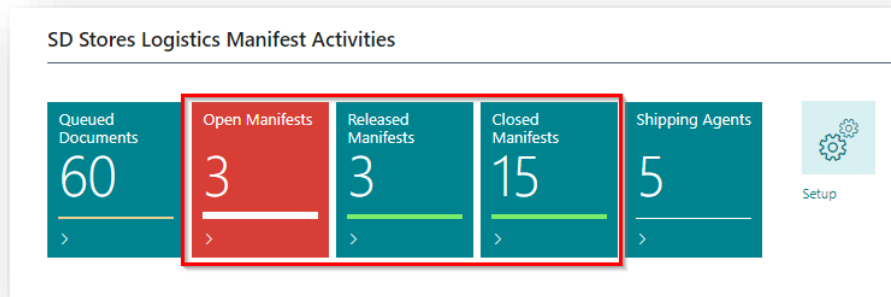 SD Stores Logistics Manifest Activities
Queued
Documents
60
Open Manifests
3
Released
Manifests
3
Closed
Manifests
15
Shipping Agents
5
Setup